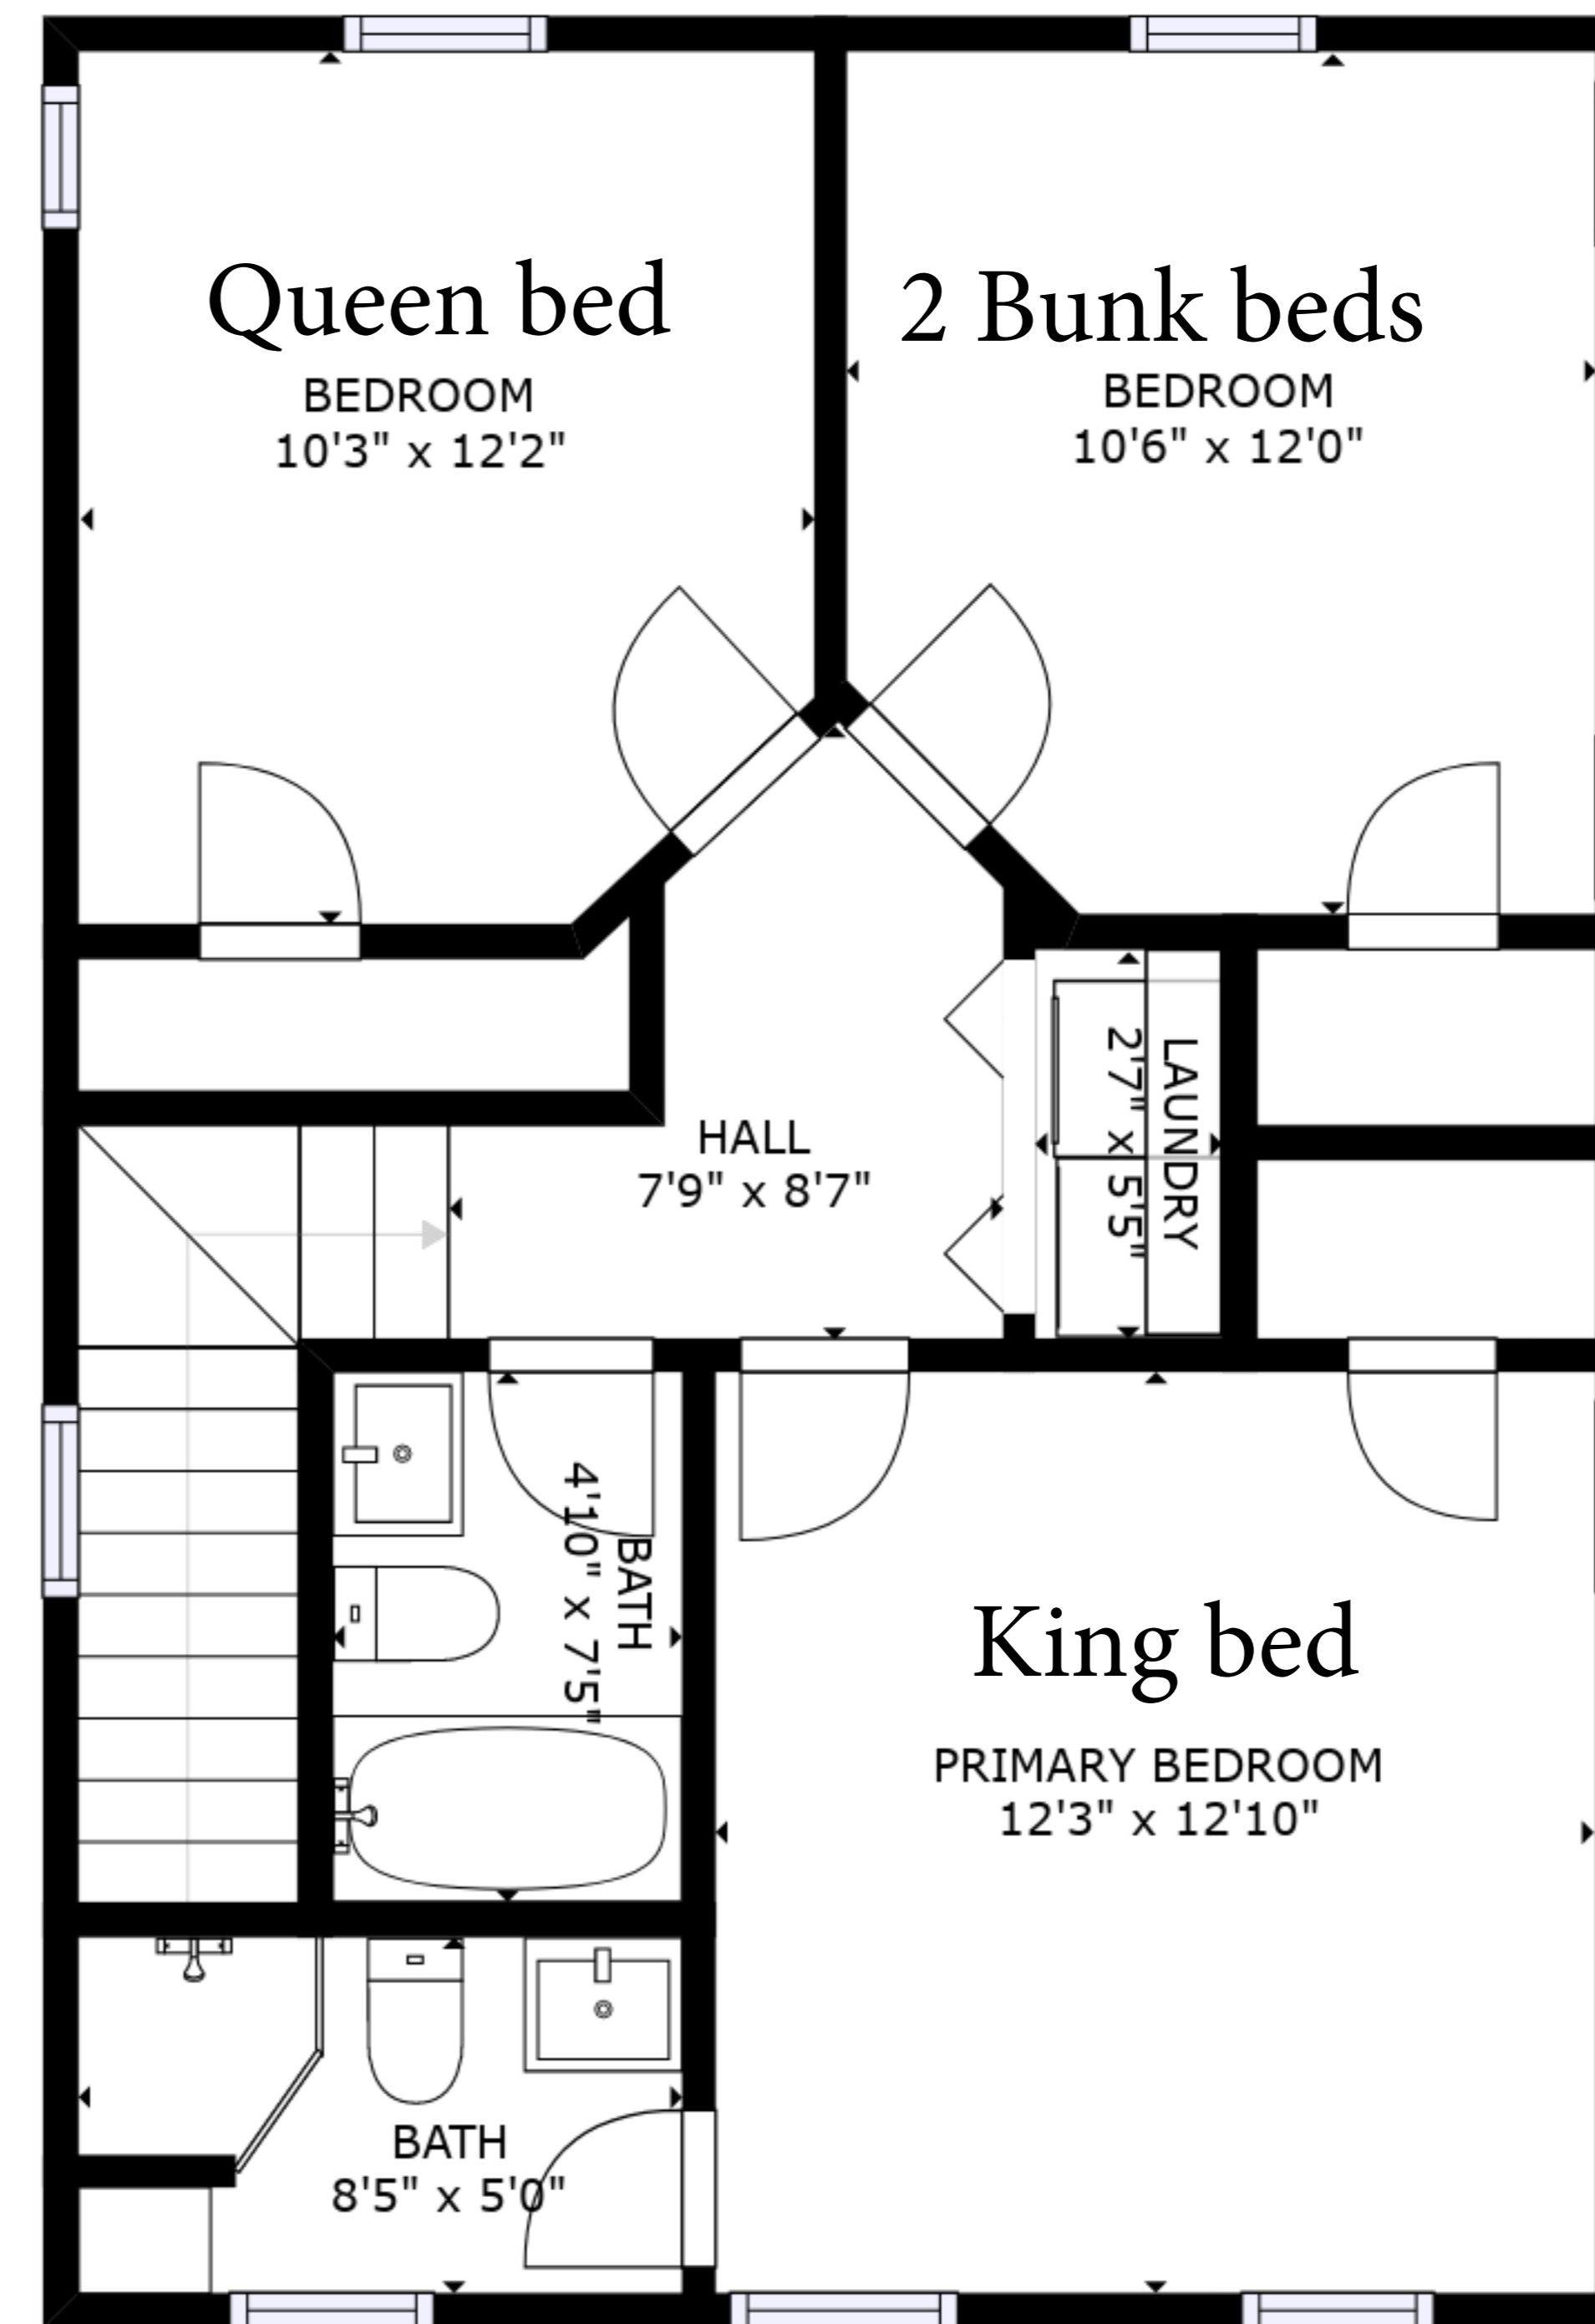 Queen bed
BEDROOM
10'3" x 12'2"
2 Bunk beds
BEDROOM
10'6" x 12'0"
HALL
7'9" x 8'7"
LAUNDRY
2'7" x 5'5"
BATH
4'10" x 7'5"
King bed
PRIMARY BEDROOM
12'3" x 12'10"
BATH
8'5" x 5'0"